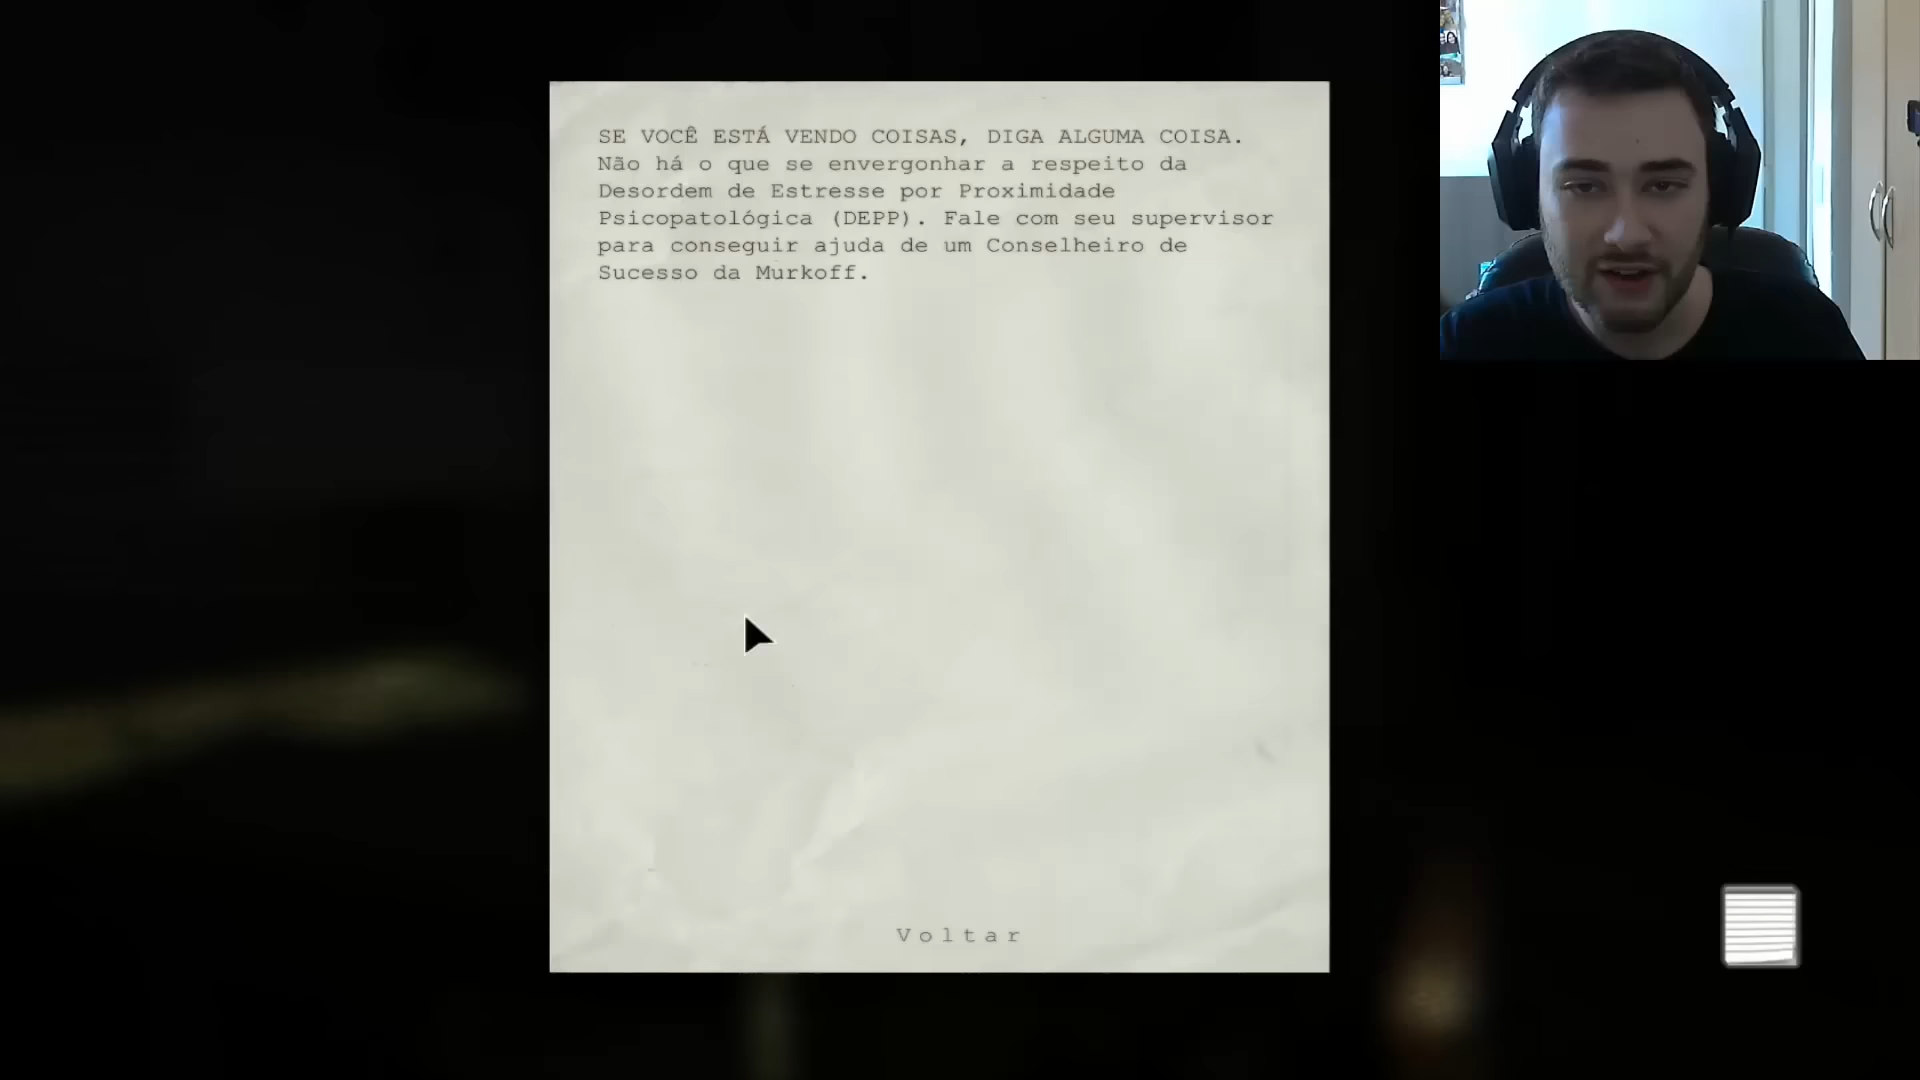 SE VOCÊ ESTÁ VENDO COISAS, DIGA ALGUMA COISA.
Não há o que se envergonhar a respeito da
Desordem de Estresse por Proximidade
Psicopatológica (DEPP). Fale com seu supervisor
para conseguir ajuda de um Conselheiro de
Sucesso da Murkoff.
Voltar